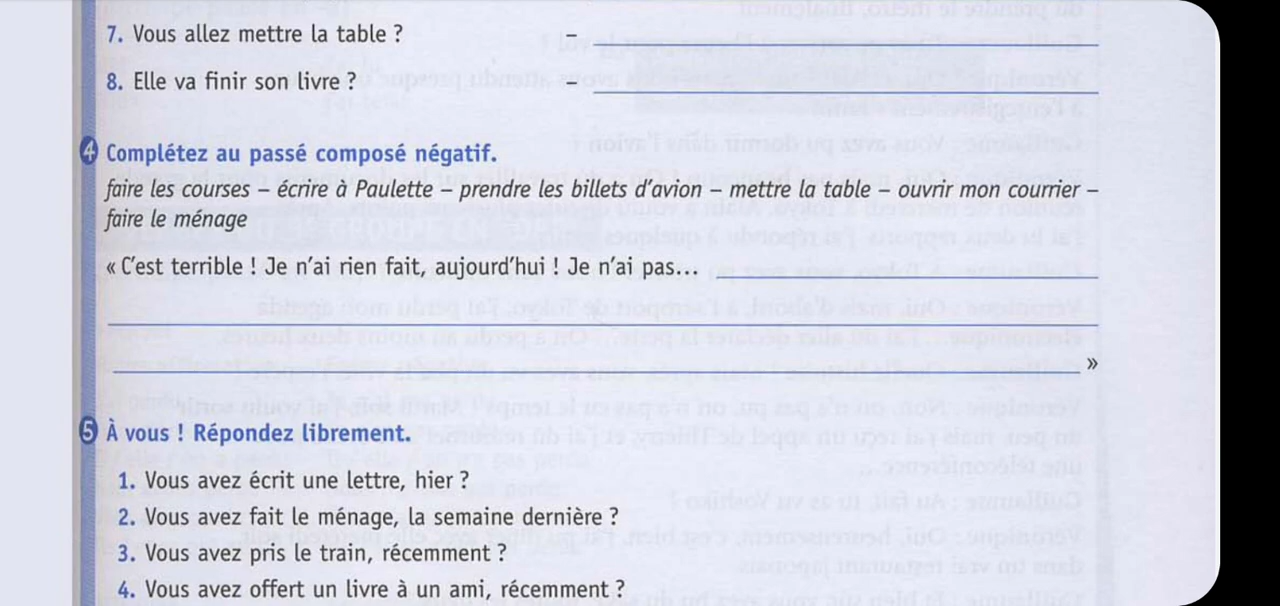 7. Vous allez mettre la table ? –
8. Elle va finir son livre ? –
4 Complétez au passé composé négatif.
faire les courses – écrire à Paulette – prendre les billets d'avion – mettre la table – ouvrir mon courrier –
faire le ménage
« C'est terrible ! Je n'ai rien fait, aujourd'hui ! Je n'ai pas...
»
5 À vous ! Répondez librement.
1. Vous avez écrit une lettre, hier ?
2. Vous avez fait le ménage, la semaine dernière ?
3. Vous avez pris le train, récemment ?
4. Vous avez offert un livre à un ami, récemment ?